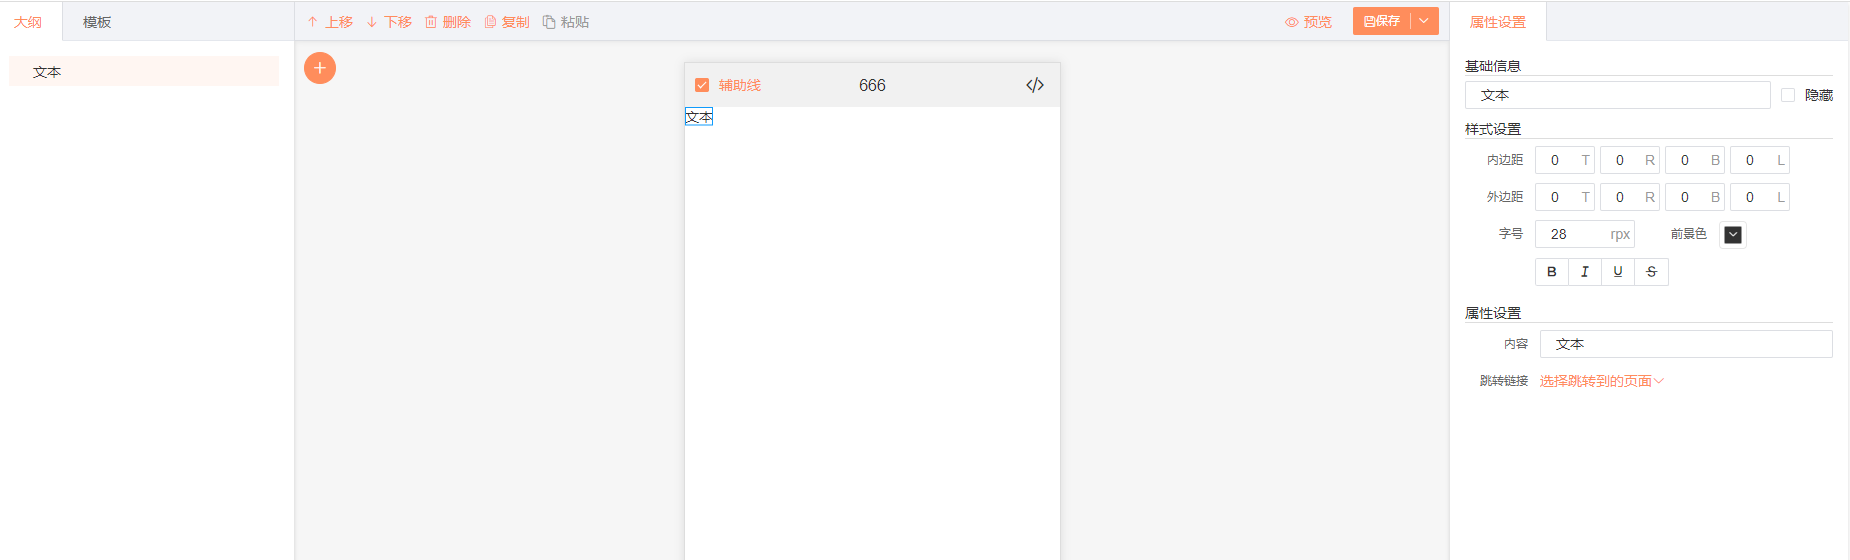 大纲 模板 上移 下移 删除 复制 粘贴 预览 保存 属性设置
文本
辅助线 666 </>
文本
基础信息
文本 隐藏
样式设置
内边距 0 T 0 R 0 B 0 L
外边距 0 T 0 R 0 B 0 L
字号 28 rpx 前景色
B I U S
属性设置
内容 文本
跳转链接 选择跳转到的页面